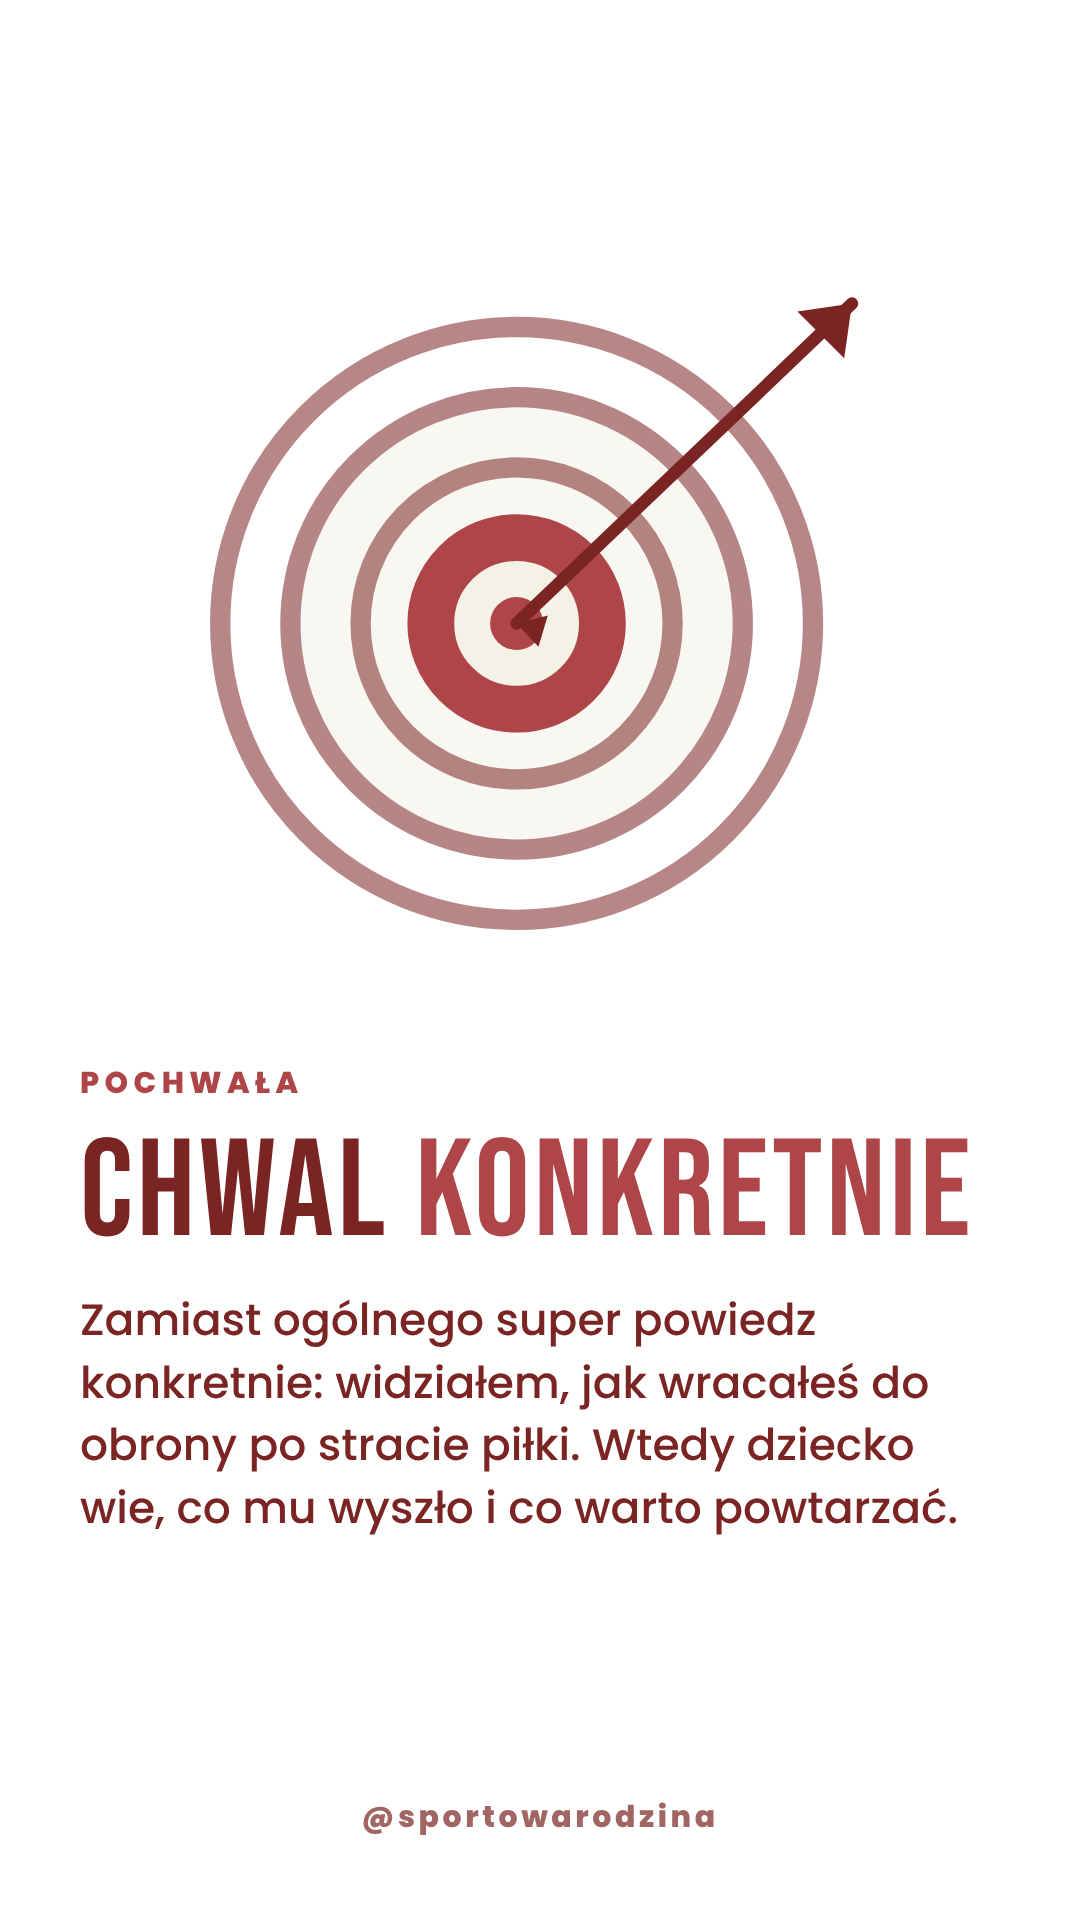 POCHWAŁA
CHWAL KONKRETNIE
Zamiast ogólnego super powiedz
konkretnie: widziałem, jak wracałeś do
obrony po stracie piłki. Wtedy dziecko
wie, co mu wyszło i co warto powtarzać.
@sportowarodzina